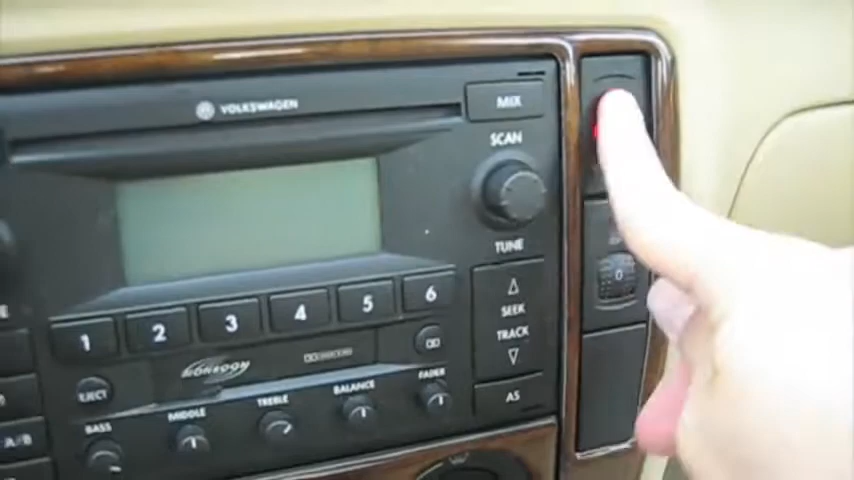 VOLKSWAGEN
MIX
SCAN
TUNE
SEEK
TRACK
AS
1 2 3 4 5 6
MONSOON
EJECT
BASS MIDDLE TREBLE BALANCE FADER
A/B
0